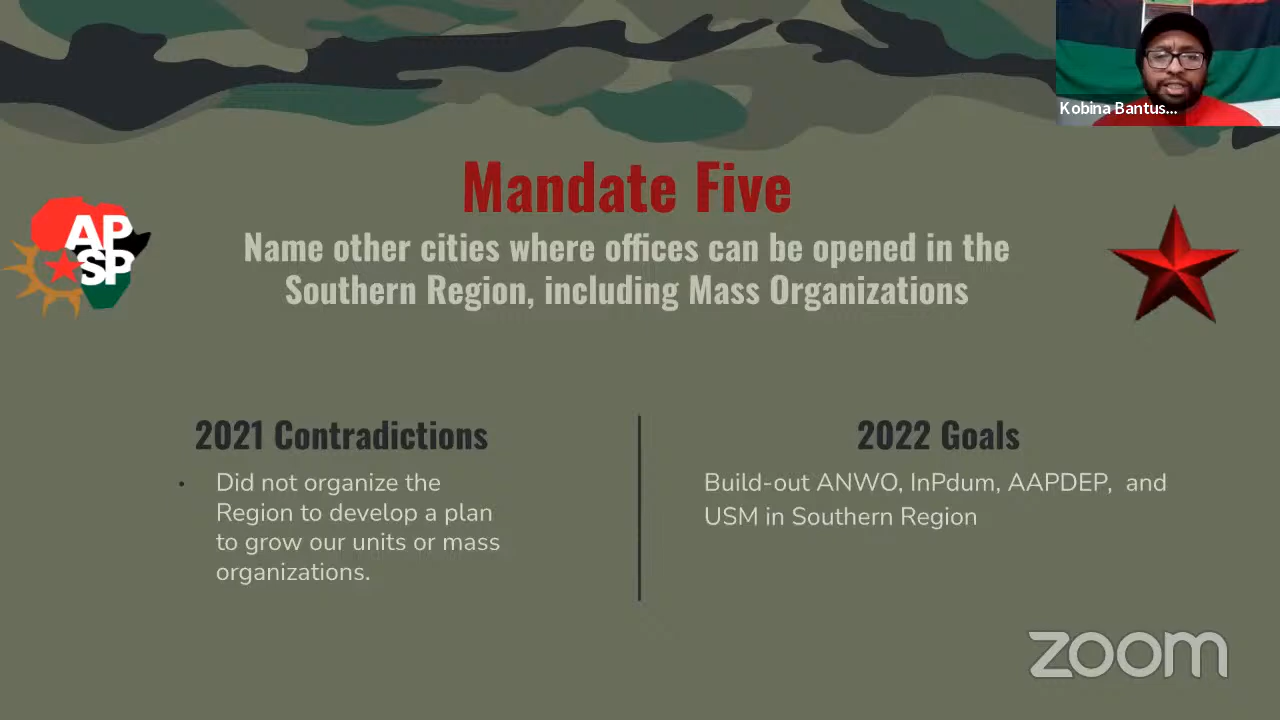 Kobina Bantus...
Mandate Five
Name other cities where offices can be opened in the
Southern Region, including Mass Organizations
AP
SP
2021 Contradictions
• Did not organize the
Region to develop a plan
to grow our units or mass
organizations.
2022 Goals
Build-out ANWO, InPdum, AAPDEP, and
USM in Southern Region
zoom